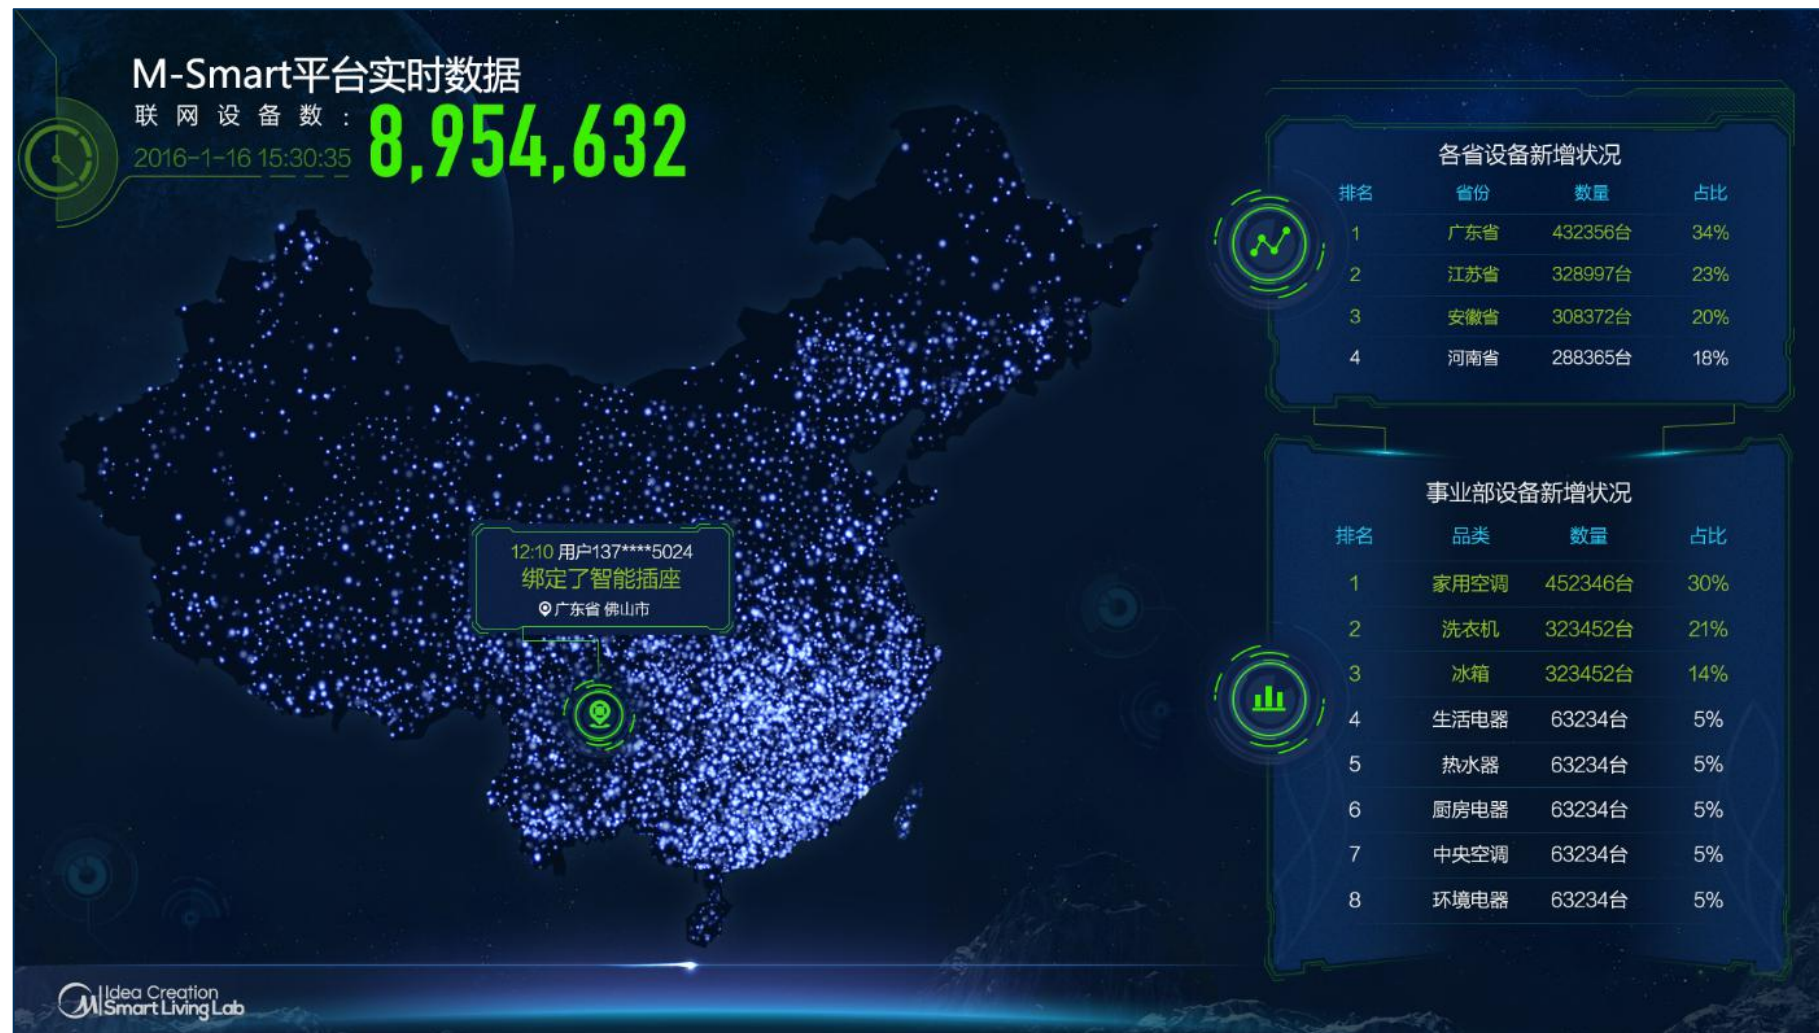 M-Smart平台实时数据
联网设备数:
8,954,632
2016-1-16 15:30:35
12:10 用户137****5024
绑定了智能插座
广东省 佛山市
各省设备新增状况
排名 省份 数量 占比
1 广东省 432356台 34%
2 江苏省 328997台 23%
3 安徽省 308372台 20%
4 河南省 288365台 18%
事业部设备新增状况
排名 品类 数量 占比
1 家用空调 452346台 30%
2 洗衣机 323452台 21%
3 冰箱 323452台 14%
4 生活电器 63234台 5%
5 热水器 63234台 5%
6 厨房电器 63234台 5%
7 中央空调 63234台 5%
8 环境电器 63234台 5%
Idea Creation
Smart Living Lab